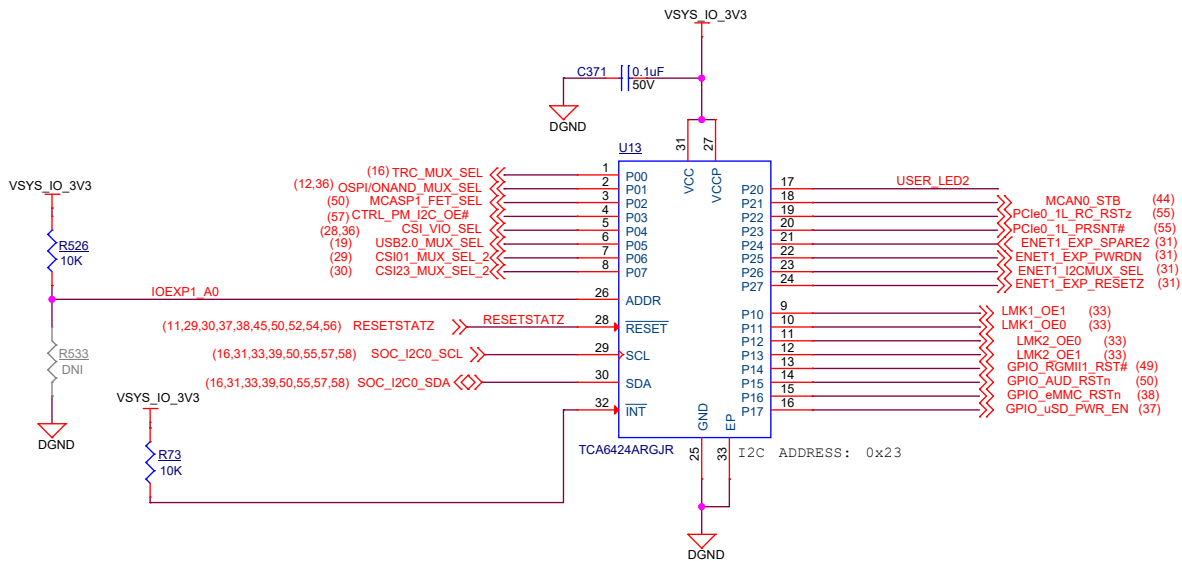 VSYS_IO_3V3
C371 0.1uF
50V
DGND
U13
31 27
VCC VCCP
(16) TRC_MUX_SEL 1 P00
(12,36) OSPI/ONAND_MUX_SEL 2 P01
(50) MCASP1_FET_SEL 3 P02
(57) CTRL_PM_I2C_OE# 4 P03
(28,36) CSI_VIO_SEL 5 P04
(19) USB2.0_MUX_SEL 6 P05
(29) CSI01_MUX_SEL_2 7 P06
(30) CSI23_MUX_SEL_2 8 P07
VSYS_IO_3V3
R526
10K
IOEXP1_A0 26 ADDR
(11,29,30,37,38,45,50,52,54,56) RESETSTATZ RESETSTATZ 28 RESET
R533
DNI
(16,31,33,39,50,55,57,58) SOC_I2C0_SCL 29 SCL
(16,31,33,39,50,55,57,58) SOC_I2C0_SDA 30 SDA
VSYS_IO_3V3
32 INT
DGND
R73
10K
P20 17 USER_LED2
P21 18 MCAN0_STB (44)
P22 19 PCIe0_1L_RC_RSTz (55)
P23 20 PCIe0_1L_PRSNT# (55)
P24 21 ENET1_EXP_SPARE2 (31)
P25 22 ENET1_EXP_PWRDN (31)
P26 23 ENET1_I2CMUX_SEL (31)
P27 24 ENET1_EXP_RESETZ (31)
P10 9 LMK1_OE1 (33)
P11 10 LMK1_OE0 (33)
P12 11 LMK2_OE0 (33)
P13 12 LMK2_OE1 (33)
P14 13 GPIO_RGMII1_RST# (49)
P15 14 GPIO_AUD_RSTn (50)
P16 15 GPIO_eMMC_RSTn (38)
P17 16 GPIO_uSD_PWR_EN (37)
GND EP
TCA6424ARGJR
25 33
I2C ADDRESS: 0x23
DGND